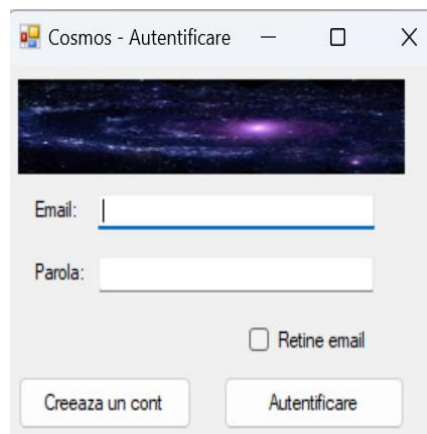 Cosmos - Autentificare
Email:
Parola:
Retine email
Creeaza un cont Autentificare